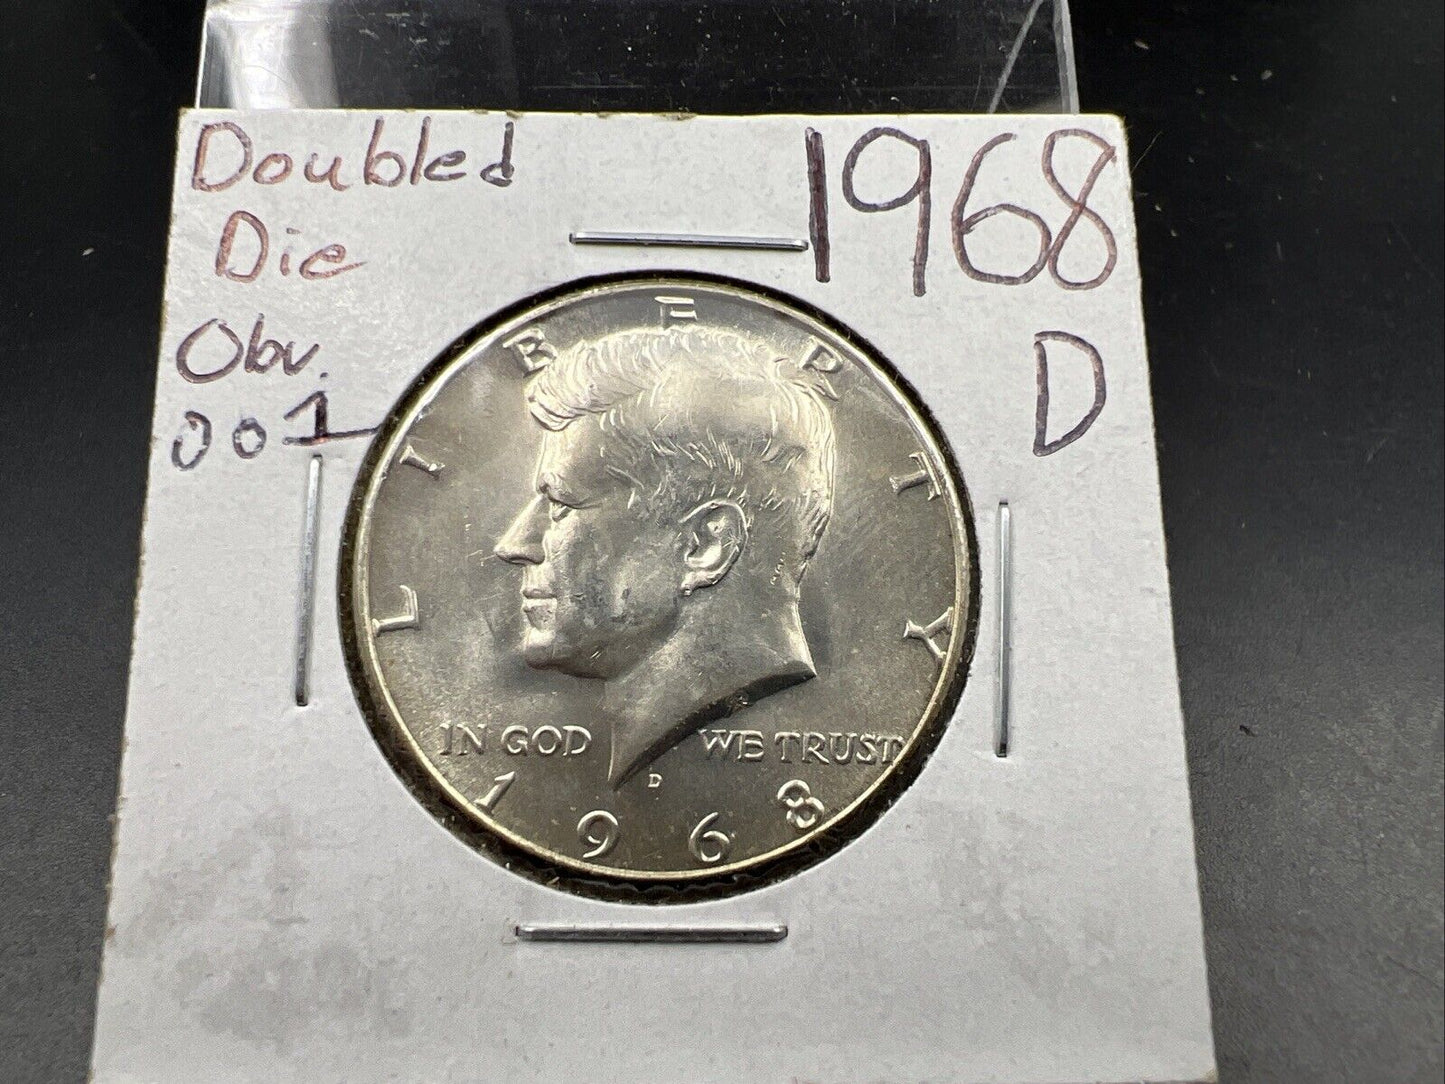 Doubled
Die
Obv.
001
1968
D
LIBERTY
IN GOD WE TRUST
D
1968